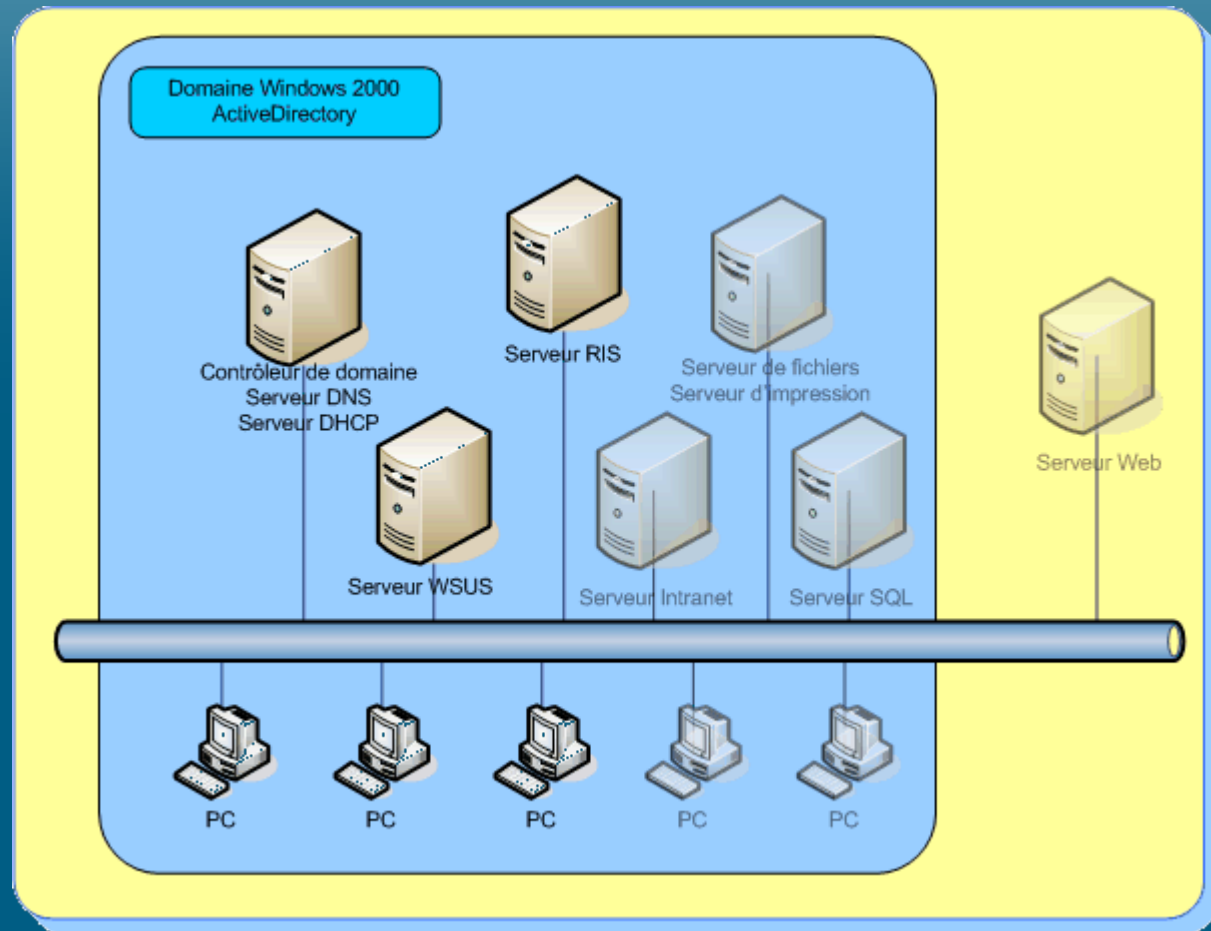 Domaine Windows 2000
ActiveDirectory
Contrôleur de domaine
Serveur DNS
Serveur DHCP
Serveur RIS
Serveur de fichiers
Serveur d'impression
Serveur Web
Serveur WSUS
Serveur Intranet
Serveur SQL
PC
PC
PC
PC
PC